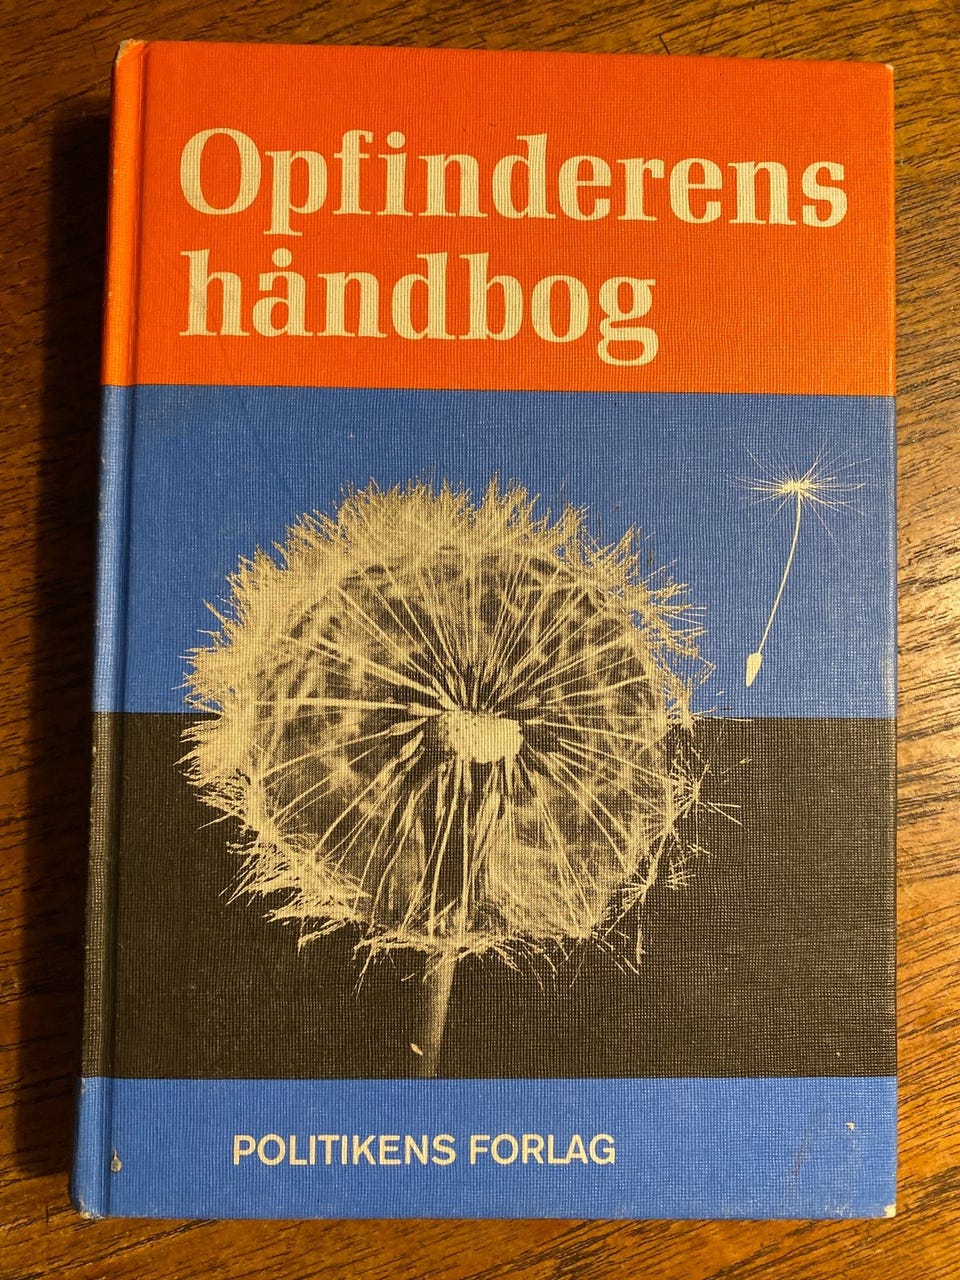 Opfinderens
håndbog
POLITIKENS FORLAG